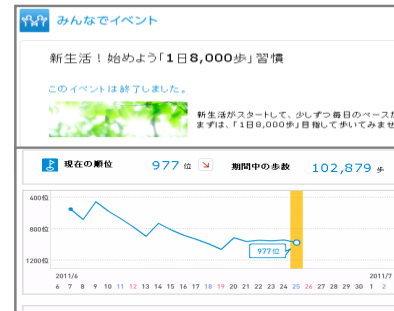 みんなでイベント
新生活！始めよう「1日8,000歩」習慣
このイベントは終了しました。
新生活がスタートして、少しずつ毎日のペースが
まずは、「1日8,000歩」目指して歩いてみませ
現在の順位 977 位 期間中の歩数 102,879 歩
400位
800位
977位
1200位
2011/6 2011/7
6 7 8 9 10 11 12 13 14 15 16 17 18 19 20 21 22 23 24 25 26 27 28 29 30 1 2